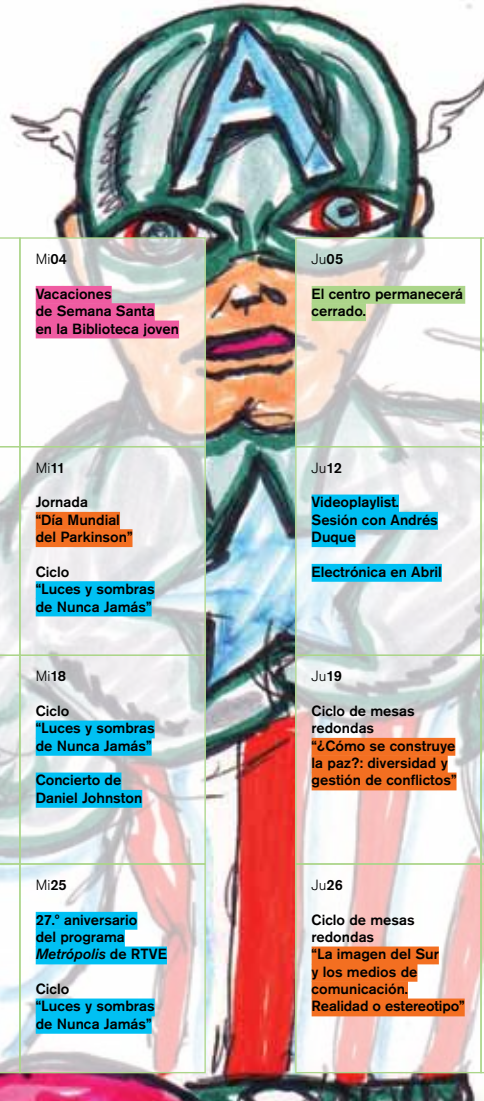 A
Mi04
Vacaciones
de Semana Santa
en la Biblioteca joven
Ju05
El centro permanecerá
cerrado.
Mi11
Jornada
“Día Mundial
del Parkinson”
Ciclo
“Luces y sombras
de Nunca Jamás”
Ju12
Videoplaylist.
Sesión con Andrés
Duque
Electrónica en Abril
Mi18
Ciclo
“Luces y sombras
de Nunca Jamás”
Concierto de
Daniel Johnston
Ju19
Ciclo de mesas
redondas
“¿Cómo se construye
la paz?: diversidad y
gestión de conflictos”
Mi25
27.° aniversario
del programa
Metrópolis de RTVE
Ciclo
“Luces y sombras
de Nunca Jamás”
Ju26
Ciclo de mesas
redondas
“La imagen del Sur
y los medios de
comunicación.
Realidad o estereotipo”